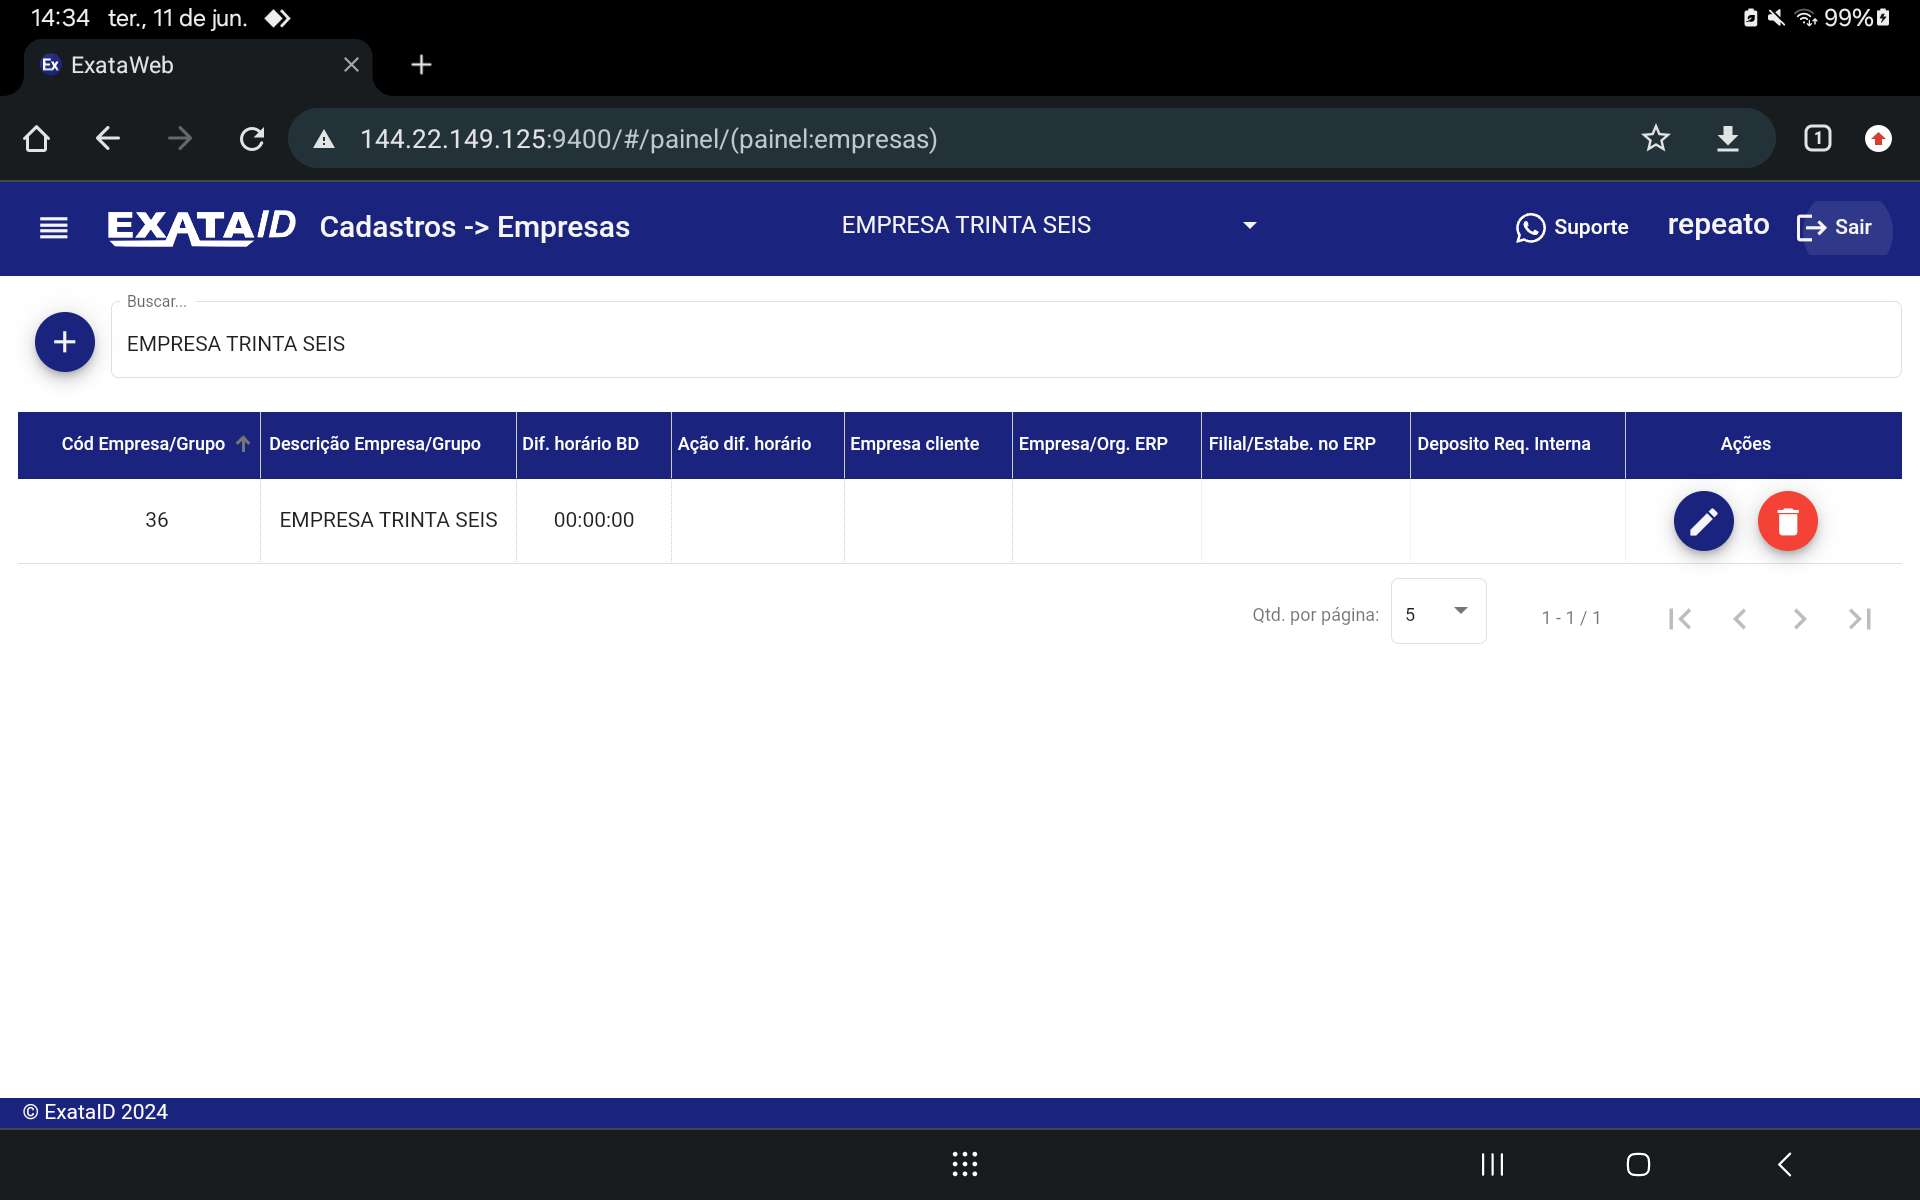 14:34 ter., 11 de jun. 99%
Ex ExataWeb
144.22.149.125:9400/#/painel/(painel:empresas) 1
EXATAID Cadastros -> Empresas EMPRESA TRINTA SEIS Suporte repeato Sair
Buscar...
EMPRESA TRINTA SEIS
Cód Empresa/Grupo Descrição Empresa/Grupo Dif. horário BD Ação dif. horário Empresa cliente Empresa/Org. ERP Filial/Estabe. no ERP Deposito Req. Interna Ações
36 EMPRESA TRINTA SEIS 00:00:00
Qtd. por página: 5 1 - 1 / 1
© ExataID 2024